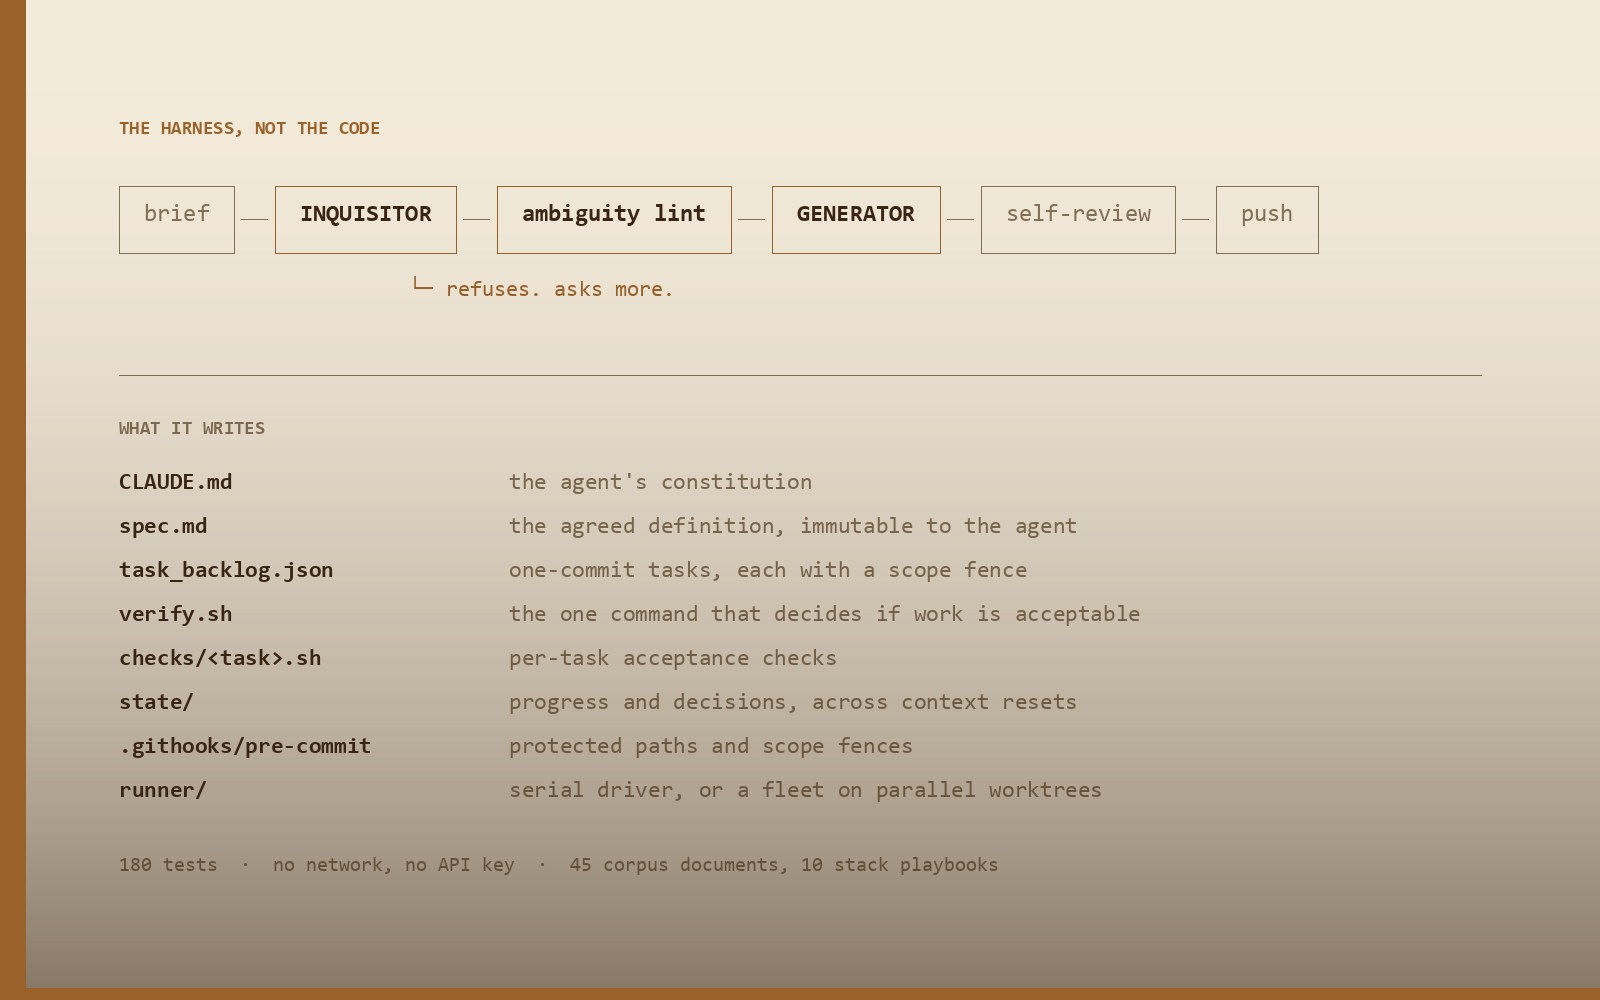 THE HARNESS, NOT THE CODE
brief INQUISITOR ambiguity lint GENERATOR self-review push
└─ refuses. asks more.
WHAT IT WRITES
CLAUDE.md the agent's constitution
spec.md the agreed definition, immutable to the agent
task_backlog.json one-commit tasks, each with a scope fence
verify.sh the one command that decides if work is acceptable
checks/<task>.sh per-task acceptance checks
state/ progress and decisions, across context resets
.githooks/pre-commit protected paths and scope fences
runner/ serial driver, or a fleet on parallel worktrees
180 tests · no network, no API key · 45 corpus documents, 10 stack playbooks